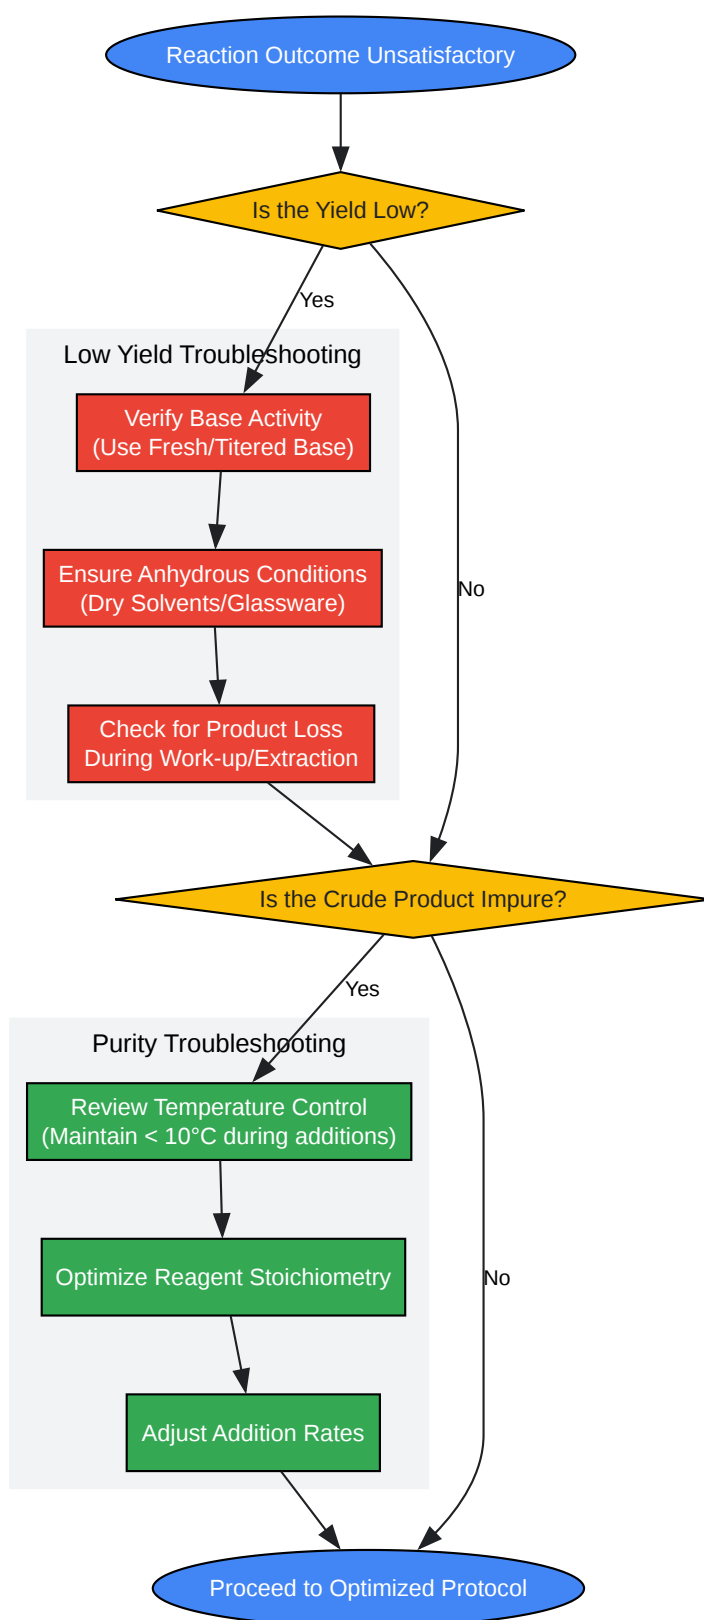 Reaction Outcome Unsatisfactory
Is the Yield Low?
Yes
Low Yield Troubleshooting
Verify Base Activity
(Use Fresh/Titered Base)
Ensure Anhydrous Conditions
(Dry Solvents/Glassware)
No
Check for Product Loss
During Work-up/Extraction
Is the Crude Product Impure?
Yes
Purity Troubleshooting
Review Temperature Control
(Maintain < 10°C during additions)
Optimize Reagent Stoichiometry
No
Adjust Addition Rates
Proceed to Optimized Protocol